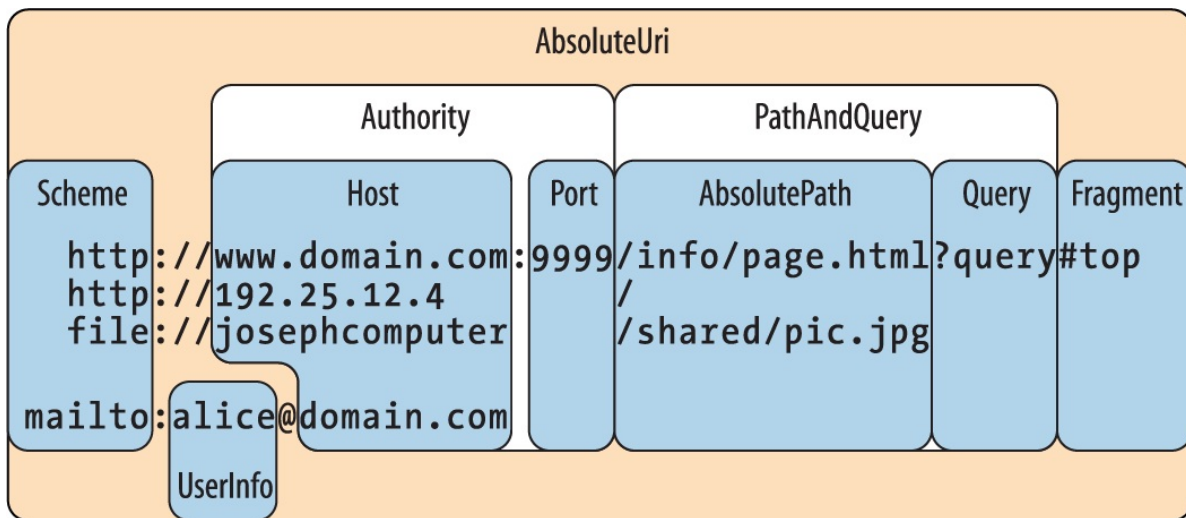 AbsoluteUri
Authority PathAndQuery
Scheme Host Port AbsolutePath Query Fragment
http://www.domain.com:9999/info/page.html?query#top
http://192.25.12.4 /
file://josephcomputer /shared/pic.jpg
mailto:alice@domain.com
UserInfo